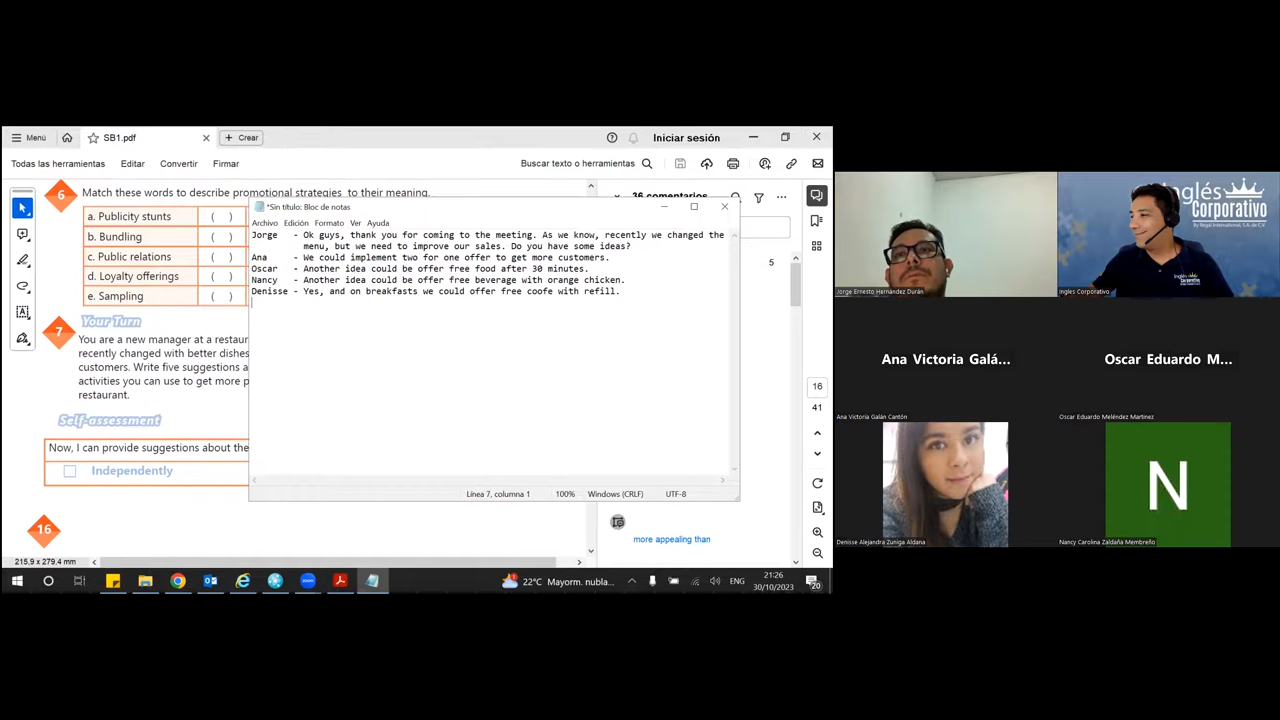 Menú
SB1.pdf
Crear
Iniciar sesión
Todas las herramientas
Editar
Convertir
Firmar
Buscar texto o herramientas
6
Match these words to describe promotional strategies to their meaning.
a. Publicity stunts ( )
b. Bundling ( )
c. Public relations ( )
d. Loyalty offerings ( )
e. Sampling ( )
7
Your Turn
You are a new manager at a restaur
recently changed with better dishes
customers. Write five suggestions a
activities you can use to get more p
restaurant.
Self-assessment
Now, I can provide suggestions about the
Independently
16
215,9 x 279,4 mm
*Sin título: Bloc de notas
Archivo Edición Formato Ver Ayuda
Jorge - Ok guys, thank you for coming to the meeting. As we know, recently we changed the
menu, but we need to improve our sales. Do you have some ideas?
Ana - We could implement two for one offer to get more customers.
Oscar - Another idea could be offer free food after 30 minutes.
Nancy - Another idea could be offer free beverage with orange chicken.
Denisse - Yes, and on breakfasts we could offer free coofe with refill.
Línea 7, columna 1
100%
Windows (CRLF)
UTF-8
36 comentarios
5
more appealing than
16
41
22°C Mayorm. nubla...
ENG
21:26
30/10/2023
20
Inglés
Corporativo
By Regal International, S.A. de C.V.
Jorge Ernesto Hernández Durán
Ingles Corporativo
Ana Victoria Galá...
Oscar Eduardo M...
Ana Victoria Galán Cantón
Oscar Eduardo Meléndez Martinez
N
Denisse Alejandra Zuniga Aldana
Nancy Carolina Zaldaña Membreño